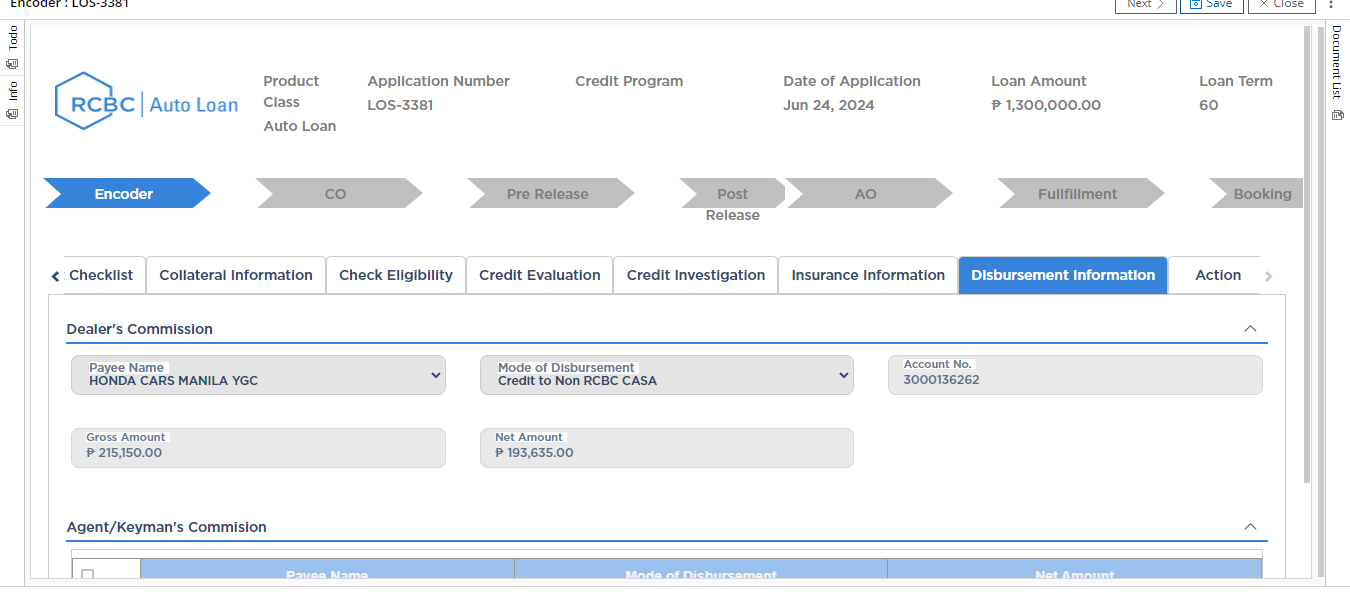 Encoder : LOS-3381
Next
Save
Close
Todo
Info
Document List
RCBC | Auto Loan
Product Class
Auto Loan
Application Number
LOS-3381
Credit Program
Date of Application
Jun 24, 2024
Loan Amount
₱ 1,300,000.00
Loan Term
60
Encoder
CO
Pre Release
Post Release
AO
Fullfillment
Booking
Checklist
Collateral Information
Check Eligibility
Credit Evaluation
Credit Investigation
Insurance Information
Disbursement Information
Action
Dealer's Commission
Payee Name
HONDA CARS MANILA YGC
Mode of Disbursement
Credit to Non RCBC CASA
Account No.
3000136262
Gross Amount
₱ 215,150.00
Net Amount
₱ 193,635.00
Agent/Keyman's Commision
Payee Name
Mode of Disbursement
Net Amount